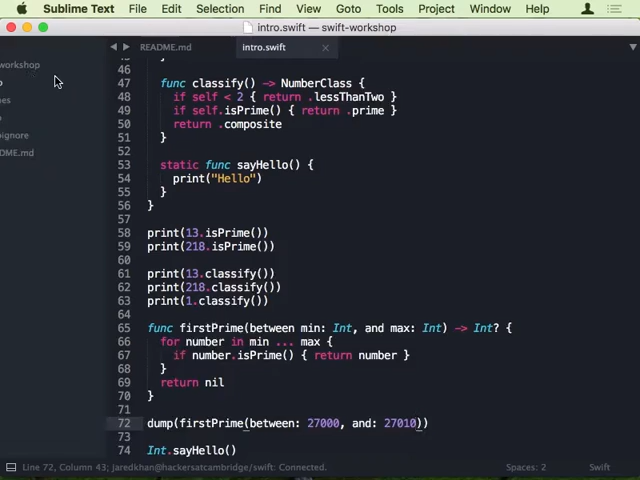 Sublime Text File Edit Selection Find View Goto Tools Project Window Help
intro.swift — swift-workshop
README.md intro.swift
workshop
46 }
47 func classify() -> NumberClass {
48 if self < 2 { return .lessThanTwo }
49 if self.isPrime() { return .prime }
50 return .composite
51 }
52
53 static func sayHello() {
54 print("Hello")
55 }
56 }
57
58 print(13.isPrime())
59 print(218.isPrime())
60
61 print(13.classify())
62 print(218.classify())
63 print(1.classify())
64
65 func firstPrime(between min: Int, and max: Int) -> Int? {
66 for number in min ... max {
67 if number.isPrime() { return number }
68 }
69 return nil
70 }
71
72 dump(firstPrime(between: 27000, and: 27010))
73
74 Int.sayHello()
Line 72, Column 43; jaredkhan@hackersatcambridge/swift: Connected. Spaces: 2 Swift